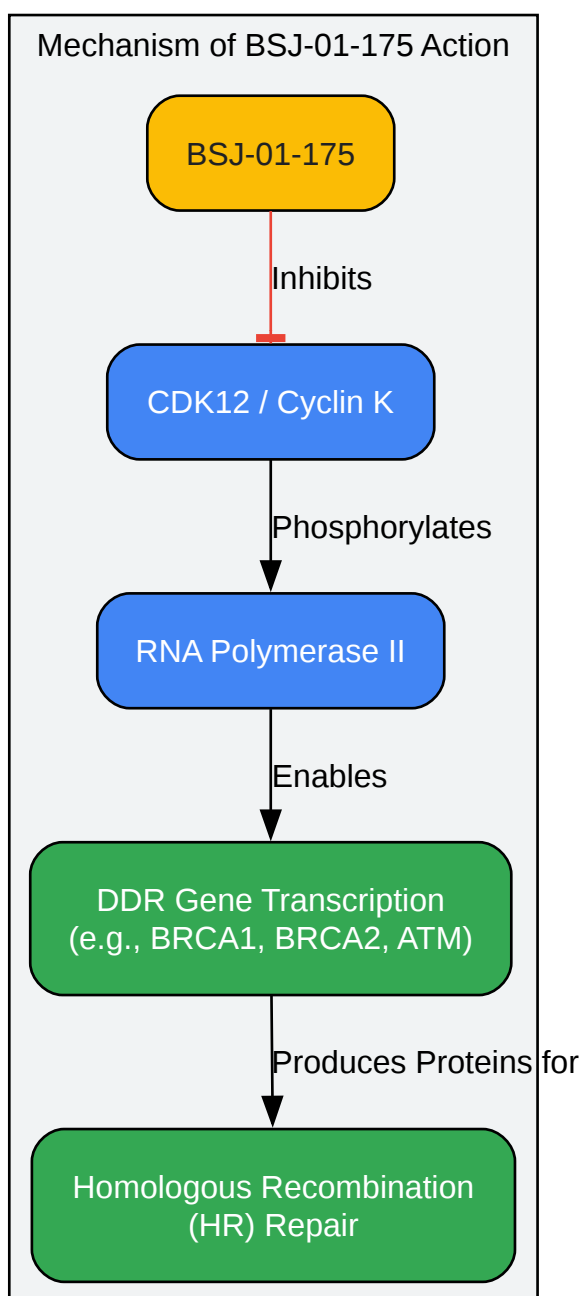 Mechanism of BSJ-01-175 Action
BSJ-01-175
Inhibits
CDK12 / Cyclin K
Phosphorylates
RNA Polymerase II
Enables
DDR Gene Transcription
(e.g., BRCA1, BRCA2, ATM)
Produces Proteins for
Homologous Recombination
(HR) Repair